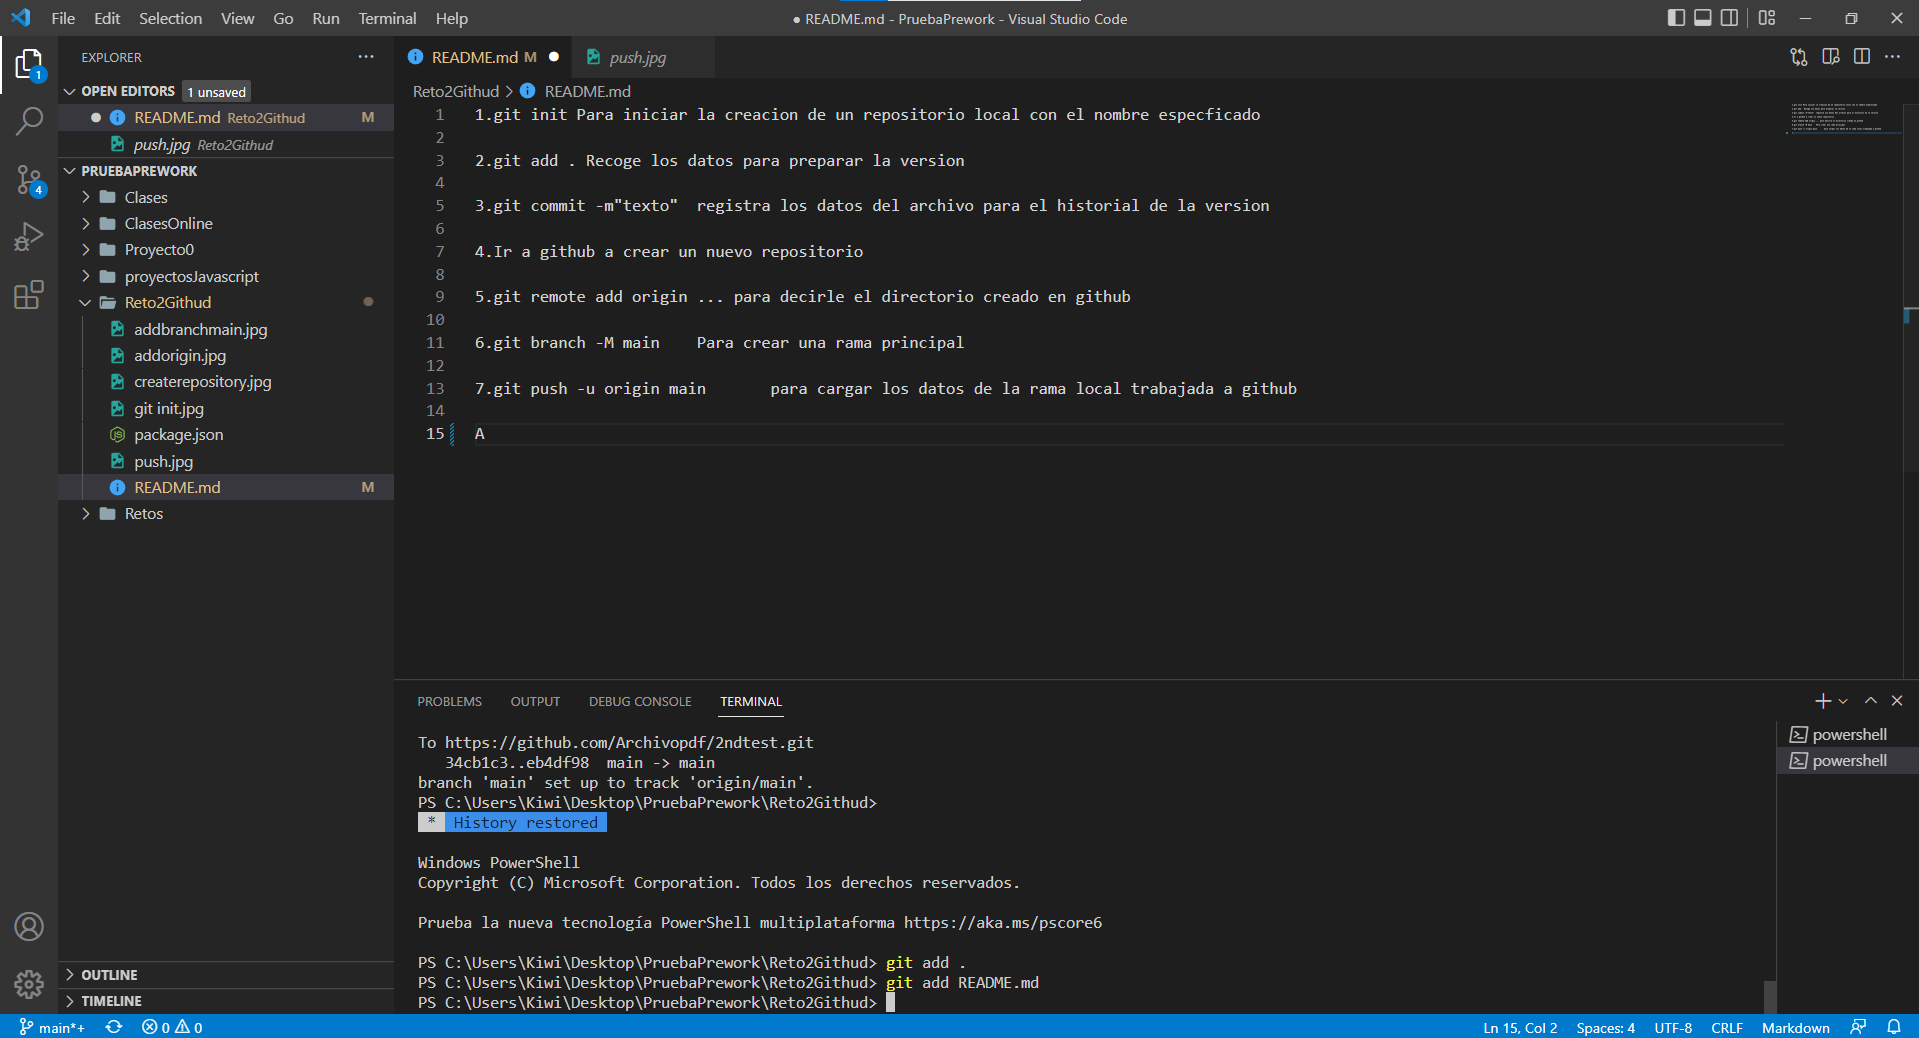 File Edit Selection View Go Run Terminal Help
● README.md - PruebaPrework - Visual Studio Code
EXPLORER
OPEN EDITORS 1 unsaved
README.md Reto2Githud M
push.jpg Reto2Githud
PRUEBAPREWORK
Clases
ClasesOnline
Proyecto0
proyectosJavascript
Reto2Githud
addbranchmain.jpg
addorigin.jpg
createrepository.jpg
git init.jpg
package.json
push.jpg
README.md M
Retos
OUTLINE
TIMELINE
1
4
README.md M
push.jpg
Reto2Githud > README.md
1 1.git init Para iniciar la creacion de un repositorio local con el nombre especficado
2
3 2.git add . Recoge los datos para preparar la version
4
5 3.git commit -m"texto"  registra los datos del archivo para el historial de la version
6
7 4.Ir a github a crear un nuevo repositorio
8
9 5.git remote add origin ... para decirle el directorio creado en github
10
11 6.git branch -M main    Para crear una rama principal
12
13 7.git push -u origin main       para cargar los datos de la rama local trabajada a github
14
15 A
PROBLEMS OUTPUT DEBUG CONSOLE TERMINAL
To https://github.com/Archivopdf/2ndtest.git
   34cb1c3..eb4df98  main -> main
branch 'main' set up to track 'origin/main'.
PS C:\Users\Kiwi\Desktop\PruebaPrework\Reto2Githud>
 *  History restored
Windows PowerShell
Copyright (C) Microsoft Corporation. Todos los derechos reservados.
Prueba la nueva tecnología PowerShell multiplataforma https://aka.ms/pscore6
PS C:\Users\Kiwi\Desktop\PruebaPrework\Reto2Githud> git add .
PS C:\Users\Kiwi\Desktop\PruebaPrework\Reto2Githud> git add README.md
PS C:\Users\Kiwi\Desktop\PruebaPrework\Reto2Githud>
powershell
powershell
main*+ 0 0
Ln 15, Col 2 Spaces: 4 UTF-8 CRLF Markdown